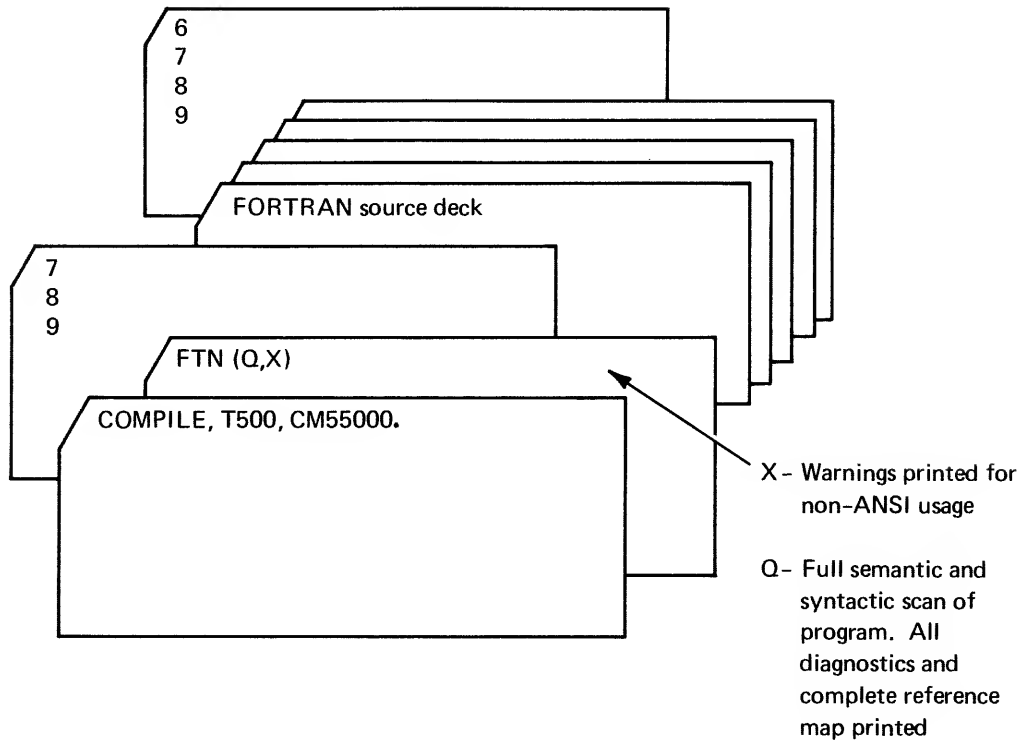 6
7
8
9
FORTRAN source deck
7
8
9
FTN (Q,X)
COMPILE, T500, CM55000.
X- Warnings printed for
non-ANSI usage
Q- Full semantic and
syntactic scan of
program. All
diagnostics and
complete reference
map printed